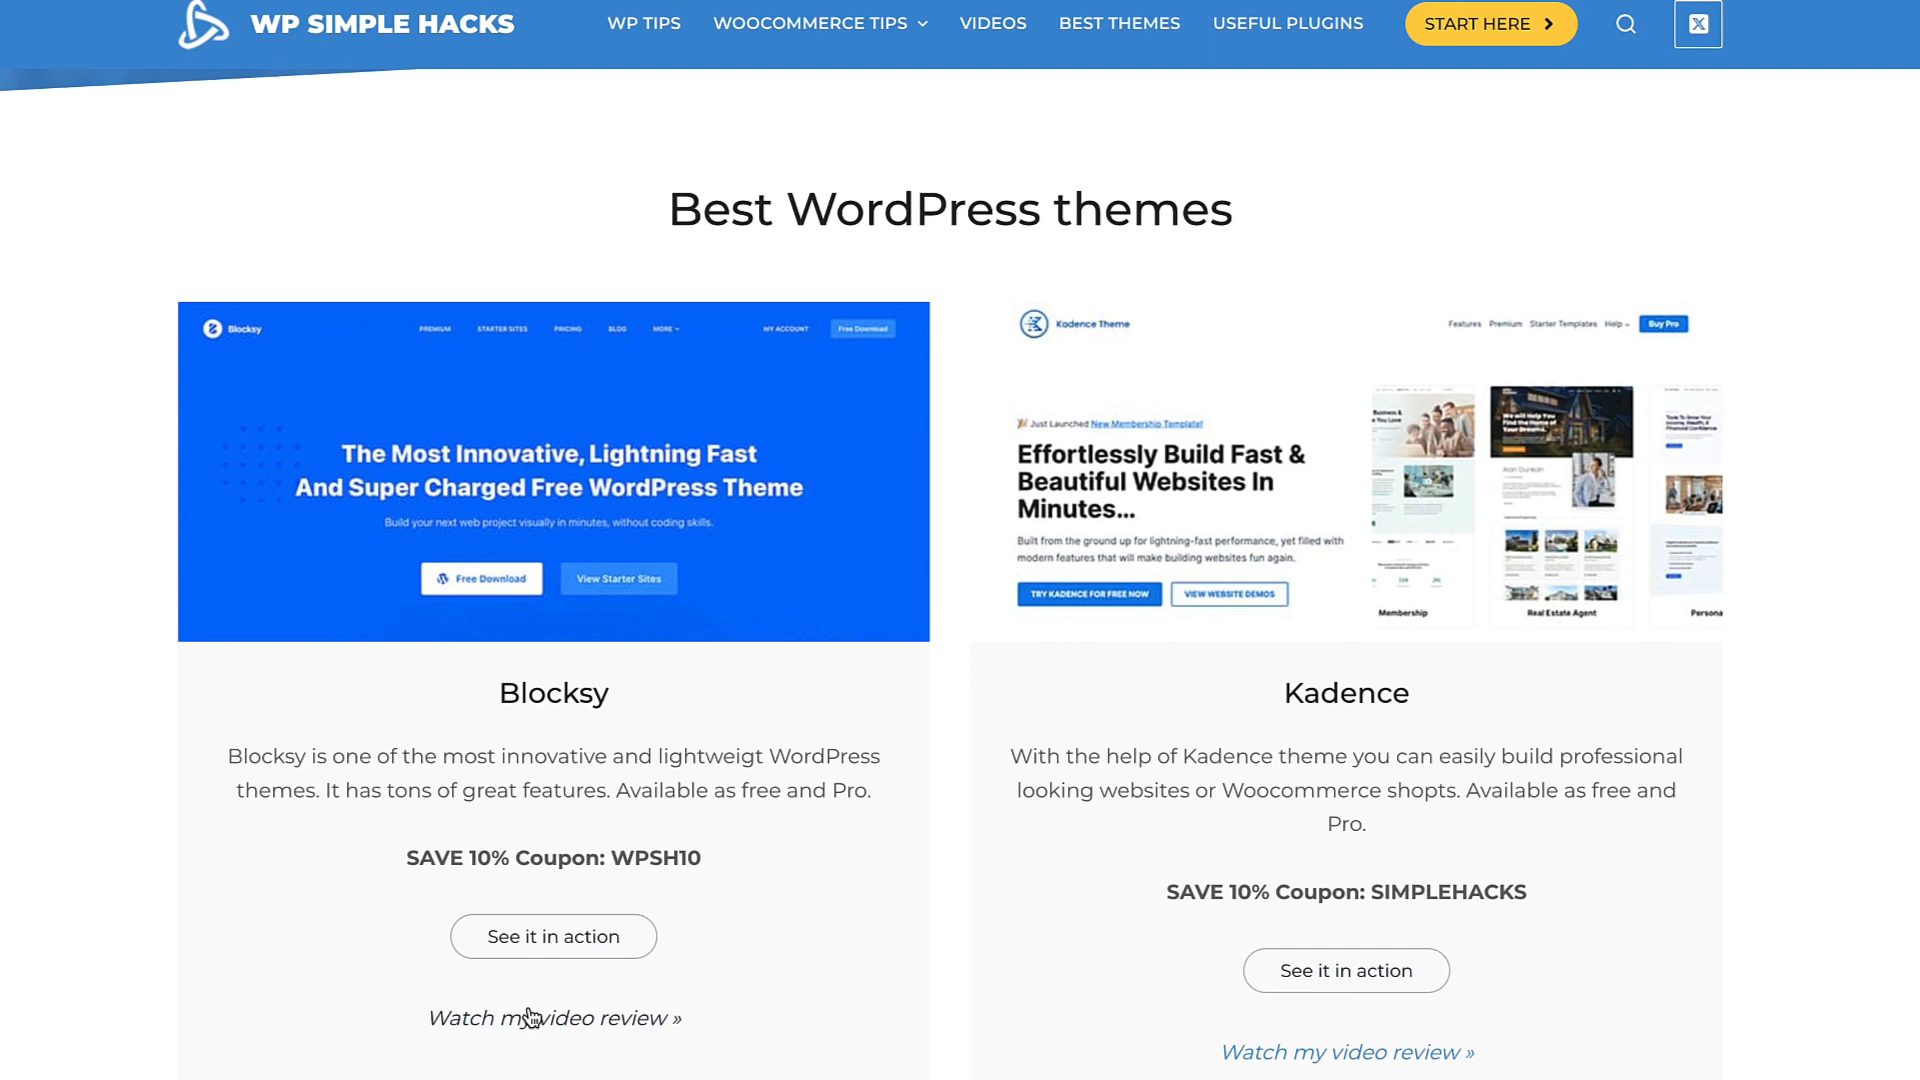 WP SIMPLE HACKS
WP TIPS
WOOCOMMERCE TIPS
VIDEOS
BEST THEMES
USEFUL PLUGINS
START HERE
Best WordPress themes
Blocksy
PREMIUM
STARTER SITES
PRICING
BLOG
MORE
MY ACCOUNT
Free Download
The Most Innovative, Lightning Fast
And Super Charged Free WordPress Theme
Build your next web project visually in minutes, without coding skills.
Free Download
View Starter Sites
Blocksy
Blocksy is one of the most innovative and lightweigt WordPress
themes. It has tons of great features. Available as free and Pro.
SAVE 10% Coupon: WPSH10
See it in action
Watch my video review »
Kadence Theme
Features
Premium
Starter Templates
Help
Buy Pro
Just Launched New Membership Template!
Effortlessly Build Fast &
Beautiful Websites In
Minutes...
Built from the ground up for lightning-fast performance, yet filled with
modern features that will make building websites fun again.
TRY KADENCE FOR FREE NOW
VIEW WEBSITE DEMOS
Membership
Real Estate Agent
Persona
Kadence
With the help of Kadence theme you can easily build professional
looking websites or Woocommerce shopts. Available as free and
Pro.
SAVE 10% Coupon: SIMPLEHACKS
See it in action
Watch my video review »